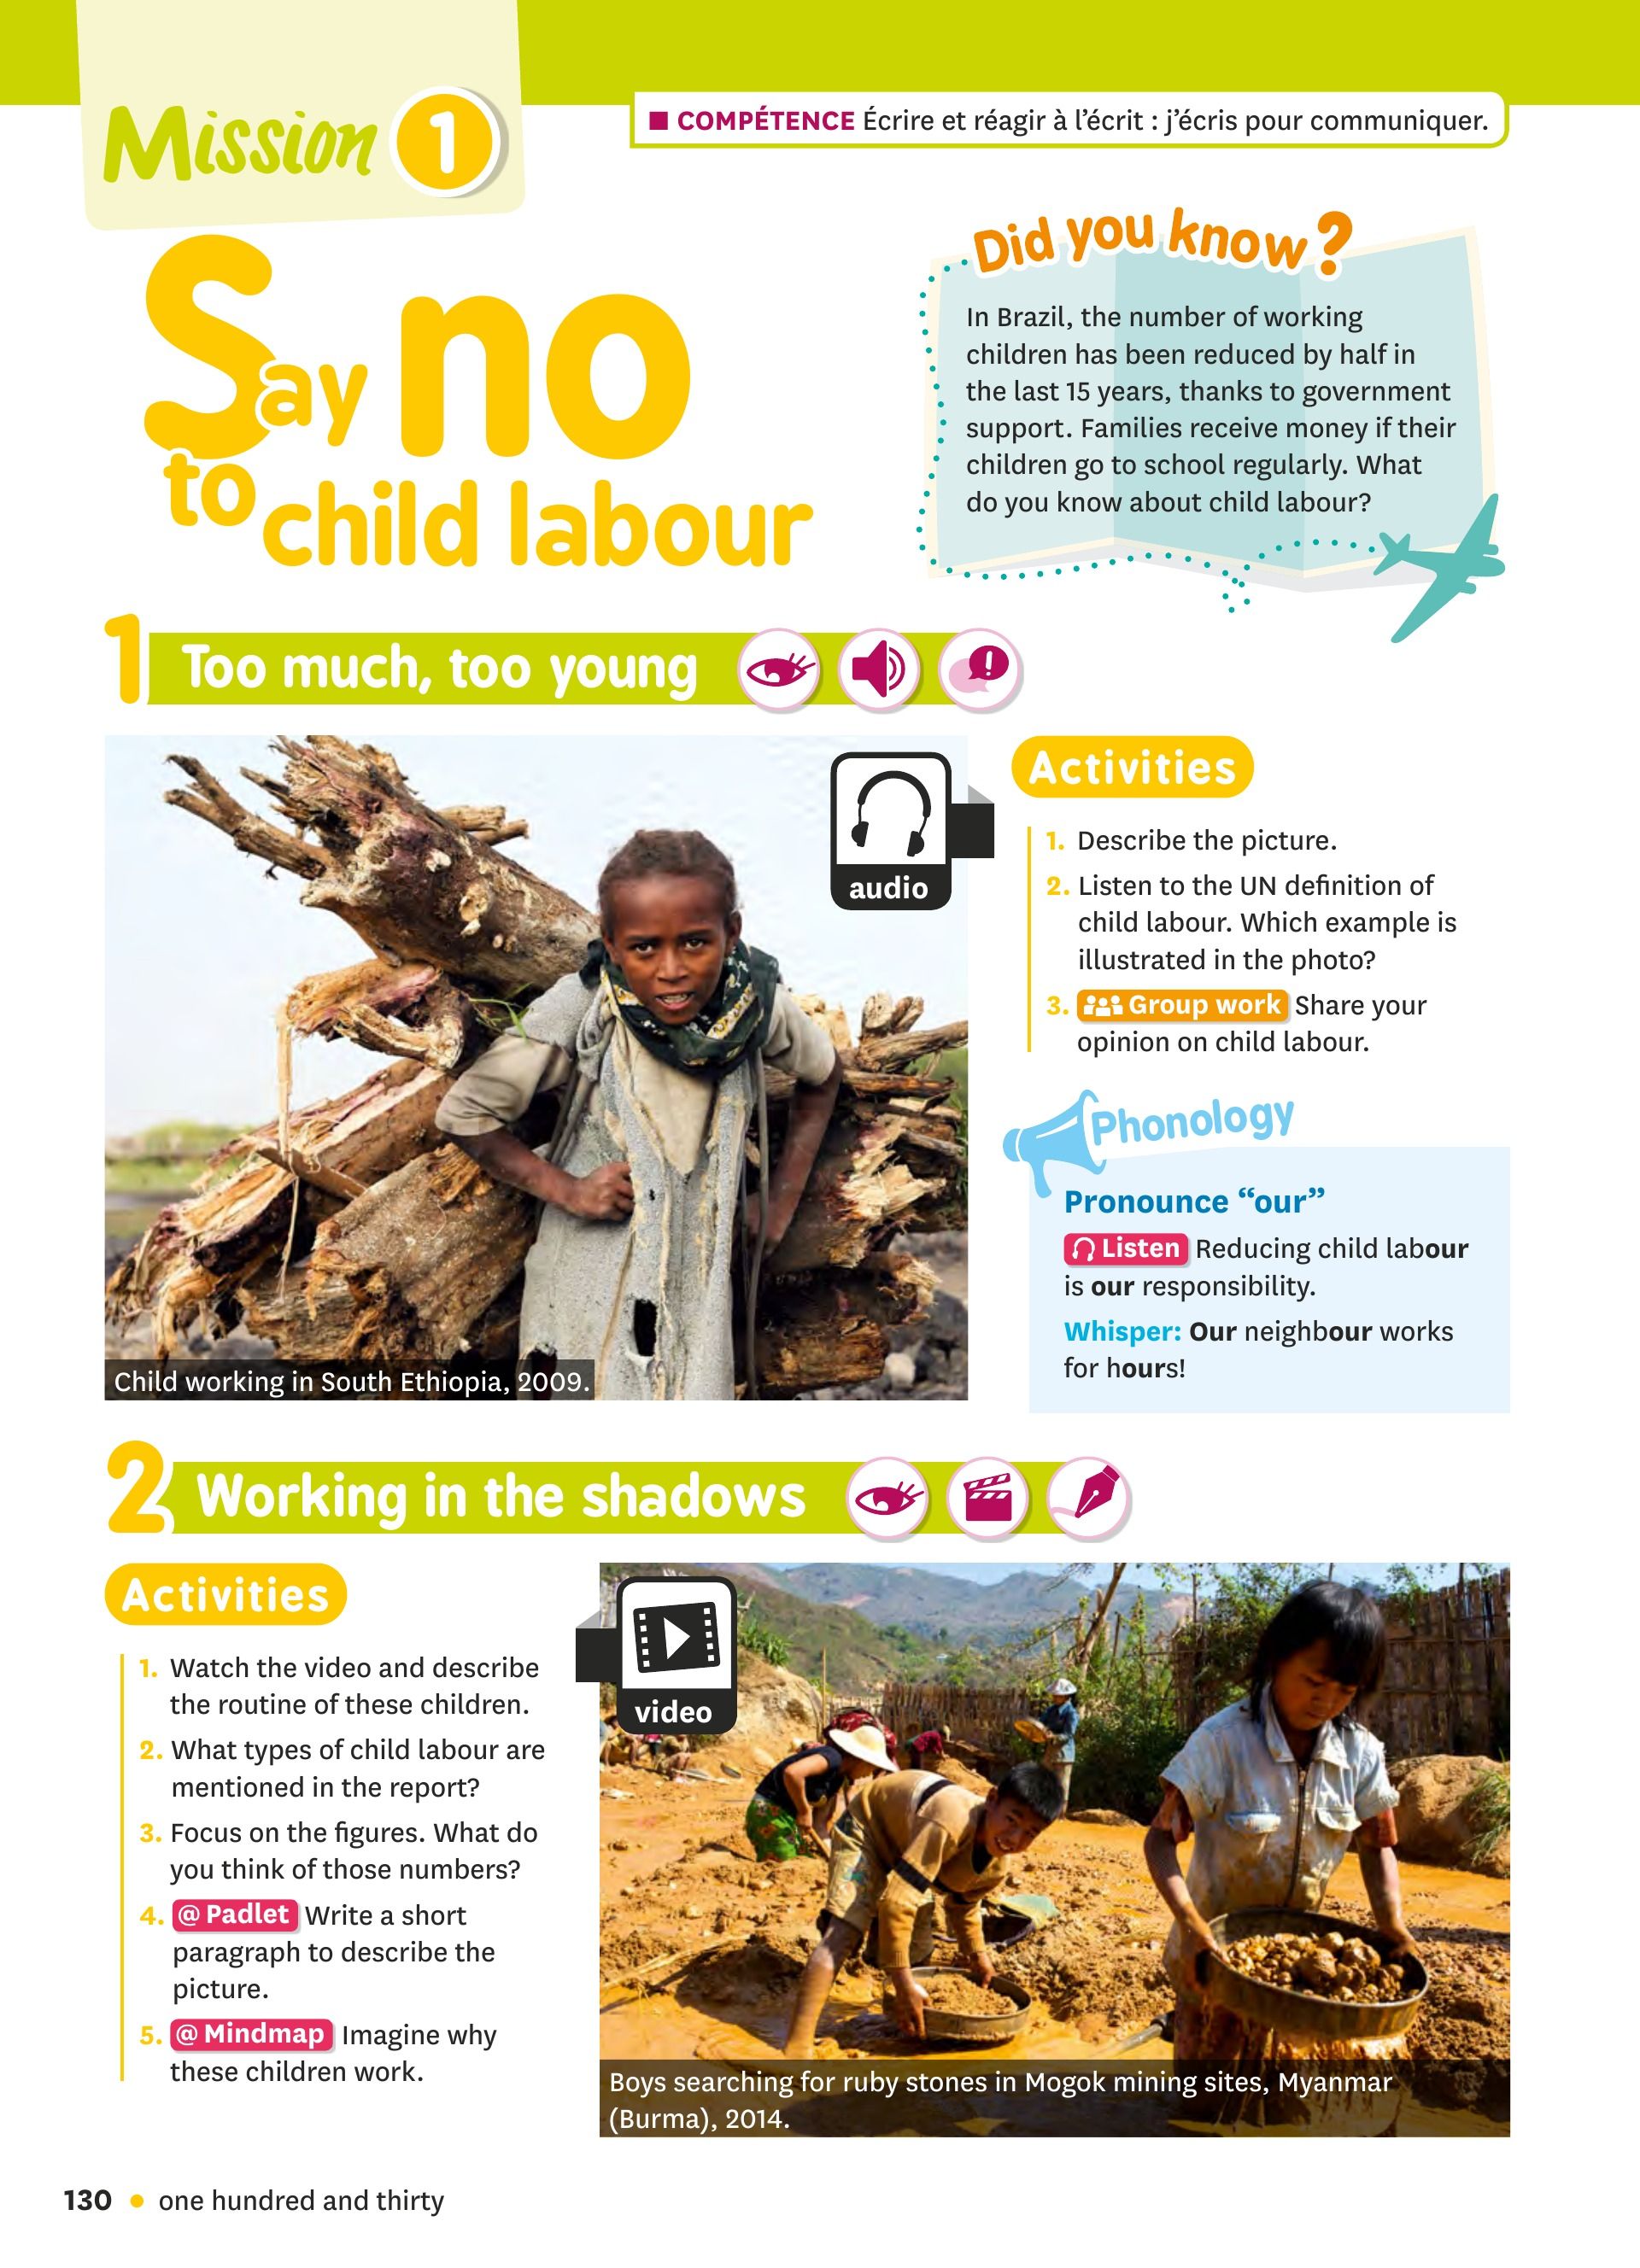 Mission 1
■ COMPÉTENCE Écrire et réagir à l'écrit : j'écris pour communiquer.
Say no
to child labour
Did you know?
In Brazil, the number of working
children has been reduced by half in
the last 15 years, thanks to government
support. Families receive money if their
children go to school regularly. What
do you know about child labour?
1 Too much, too young
audio
Child working in South Ethiopia, 2009.
Activities
1. Describe the picture.
2. Listen to the UN definition of
child labour. Which example is
illustrated in the photo?
3. Group work Share your
opinion on child labour.
Phonology
Pronounce “our”
Listen Reducing child labour
is our responsibility.
Whisper: Our neighbour works
for hours!
2 Working in the shadows
Activities
1. Watch the video and describe
the routine of these children.
2. What types of child labour are
mentioned in the report?
3. Focus on the figures. What do
you think of those numbers?
4. @ Padlet Write a short
paragraph to describe the
picture.
5. @ Mindmap Imagine why
these children work.
video
Boys searching for ruby stones in Mogok mining sites, Myanmar
(Burma), 2014.
130 • one hundred and thirty